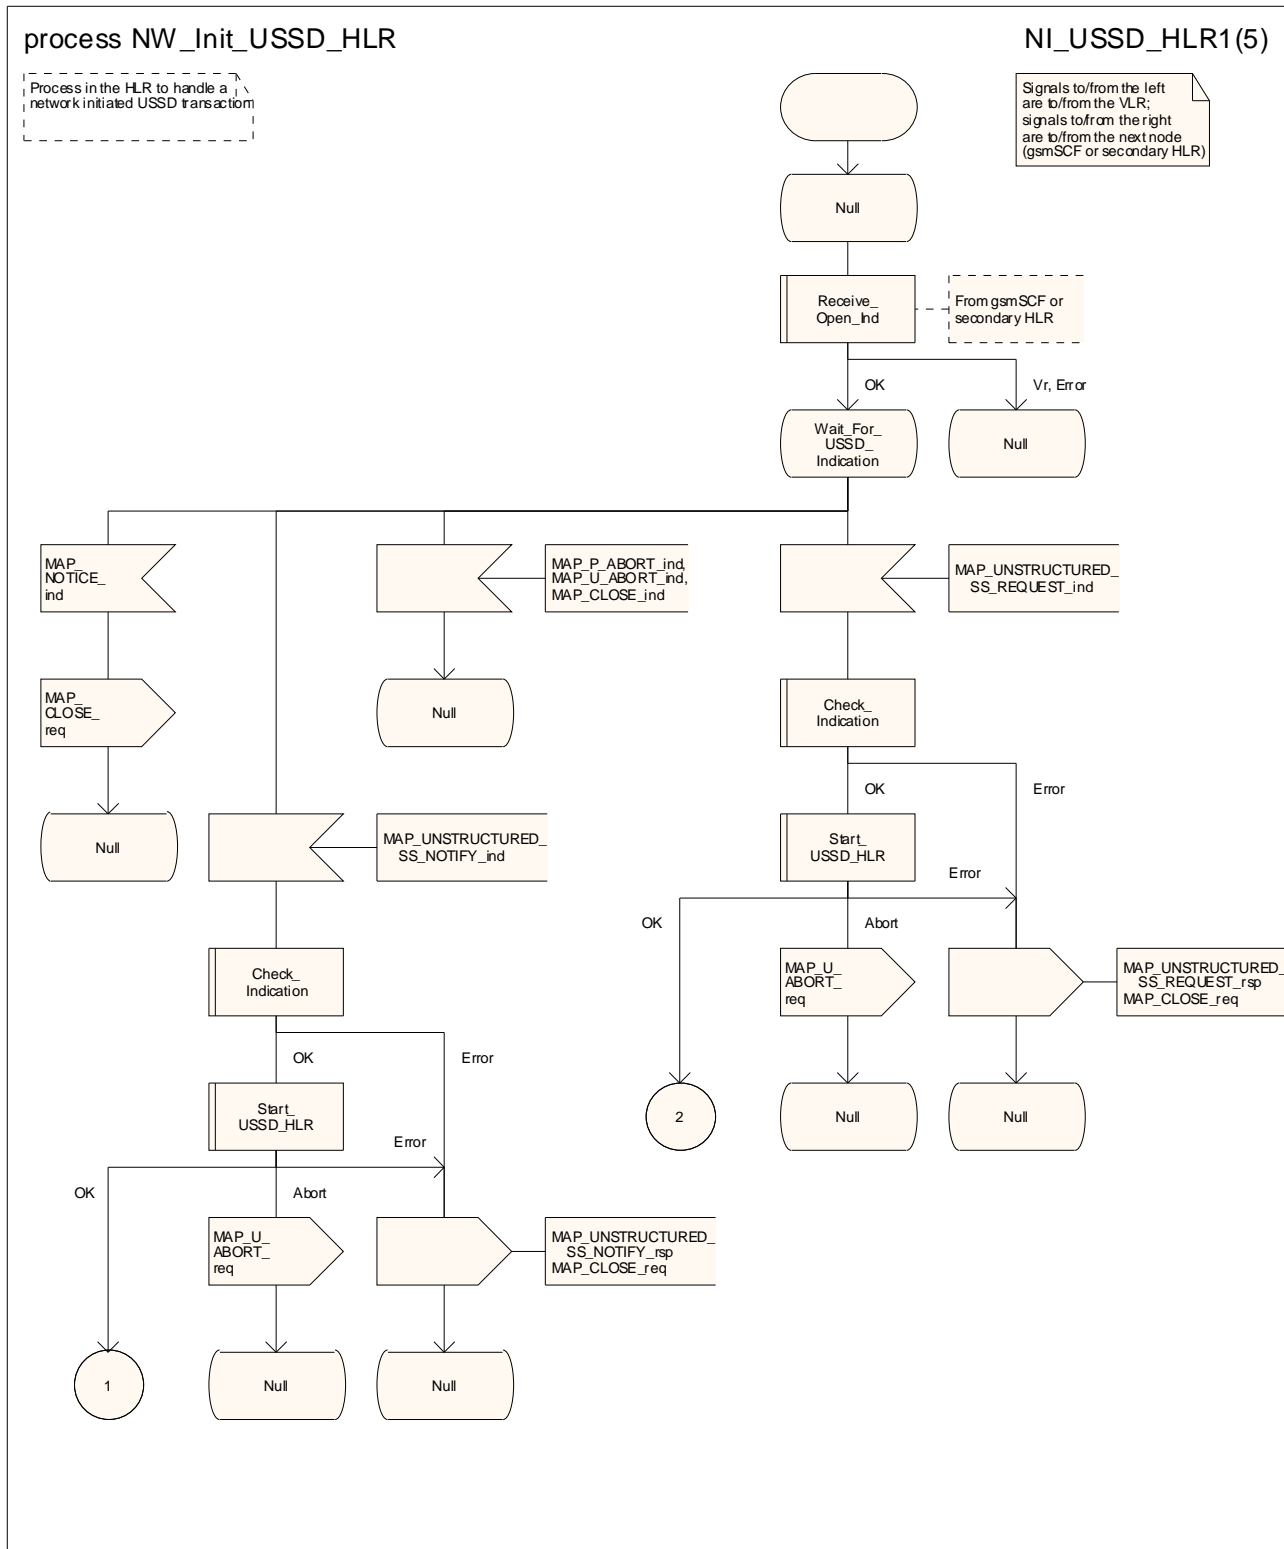 process NW_Init_USSD_HLR
NI_USSD_HLR1(5)
Process in the HLR to handle a
network initiated USSD transaction
Signals to/from the left
are to/from the VLR;
signals to/from the right
are to/from the next node
(gsmSCF or secondary HLR)
Null
Receive_
Open_Ind
From gsmSCF or
secondary HLR
OK
Vr, Error
Wait_For_
USSD_
Indication
Null
MAP_
NOTICE_
ind
MAP_P_ABORT_ind,
MAP_U_ABORT_ind,
MAP_CLOSE_ind
MAP_UNSTRUCTURED_
SS_REQUEST_ind
MAP_
CLOSE_
req
Null
Check_
Indication
OK
Error
Null
MAP_UNSTRUCTURED_
SS_NOTIFY_ind
Start_
USSD_HLR
Error
OK
Abort
Check_
Indication
MAP_U_
ABORT_
req
MAP_UNSTRUCTURED_
SS_REQUEST_rsp
MAP_CLOSE_req
OK
Error
Start_
USSD_HLR
2
Null
Null
Error
OK
Abort
MAP_U_
ABORT_
req
MAP_UNSTRUCTURED_
SS_NOTIFY_rsp
MAP_CLOSE_req
1
Null
Null